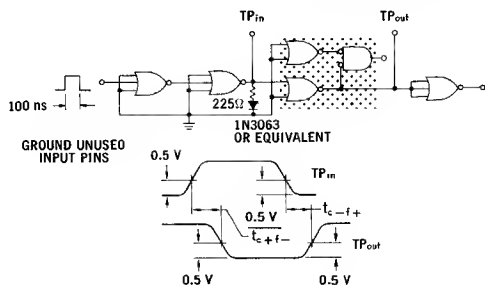 TPin
TPout
100 ns
225Ω
1N3063
OR EQUIVALENT
GROUND UNUSEO
INPUT PINS
0.5 V
TPin
0.5 V
tc+f−
tc−f+
TPout
0.5 V
0.5 V